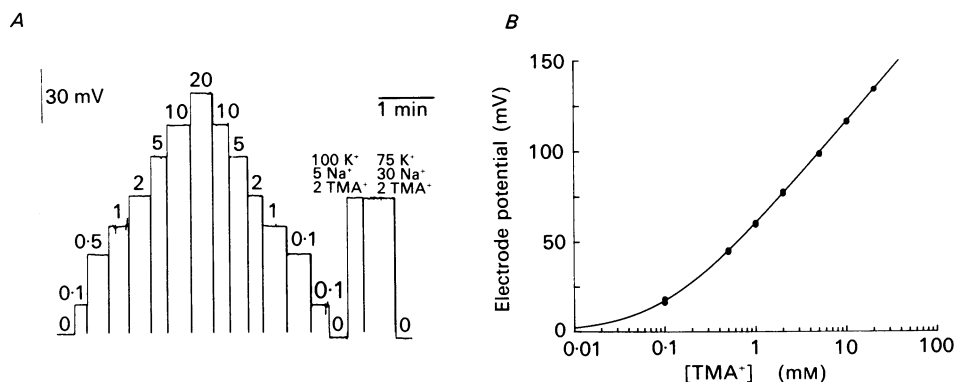 A
B
30 mV
20
10
10
1 min
5
5
2
2
1
1
0·5
0·1
0·1
0·1
0
0
0
100 K⁺
5 Na⁺
2 TMA⁺
75 K⁺
30 Na⁺
2 TMA⁺
Electrode potential (mV)
150
100
50
0
0·01
0·1
1
10
100
[TMA⁺] (mM)